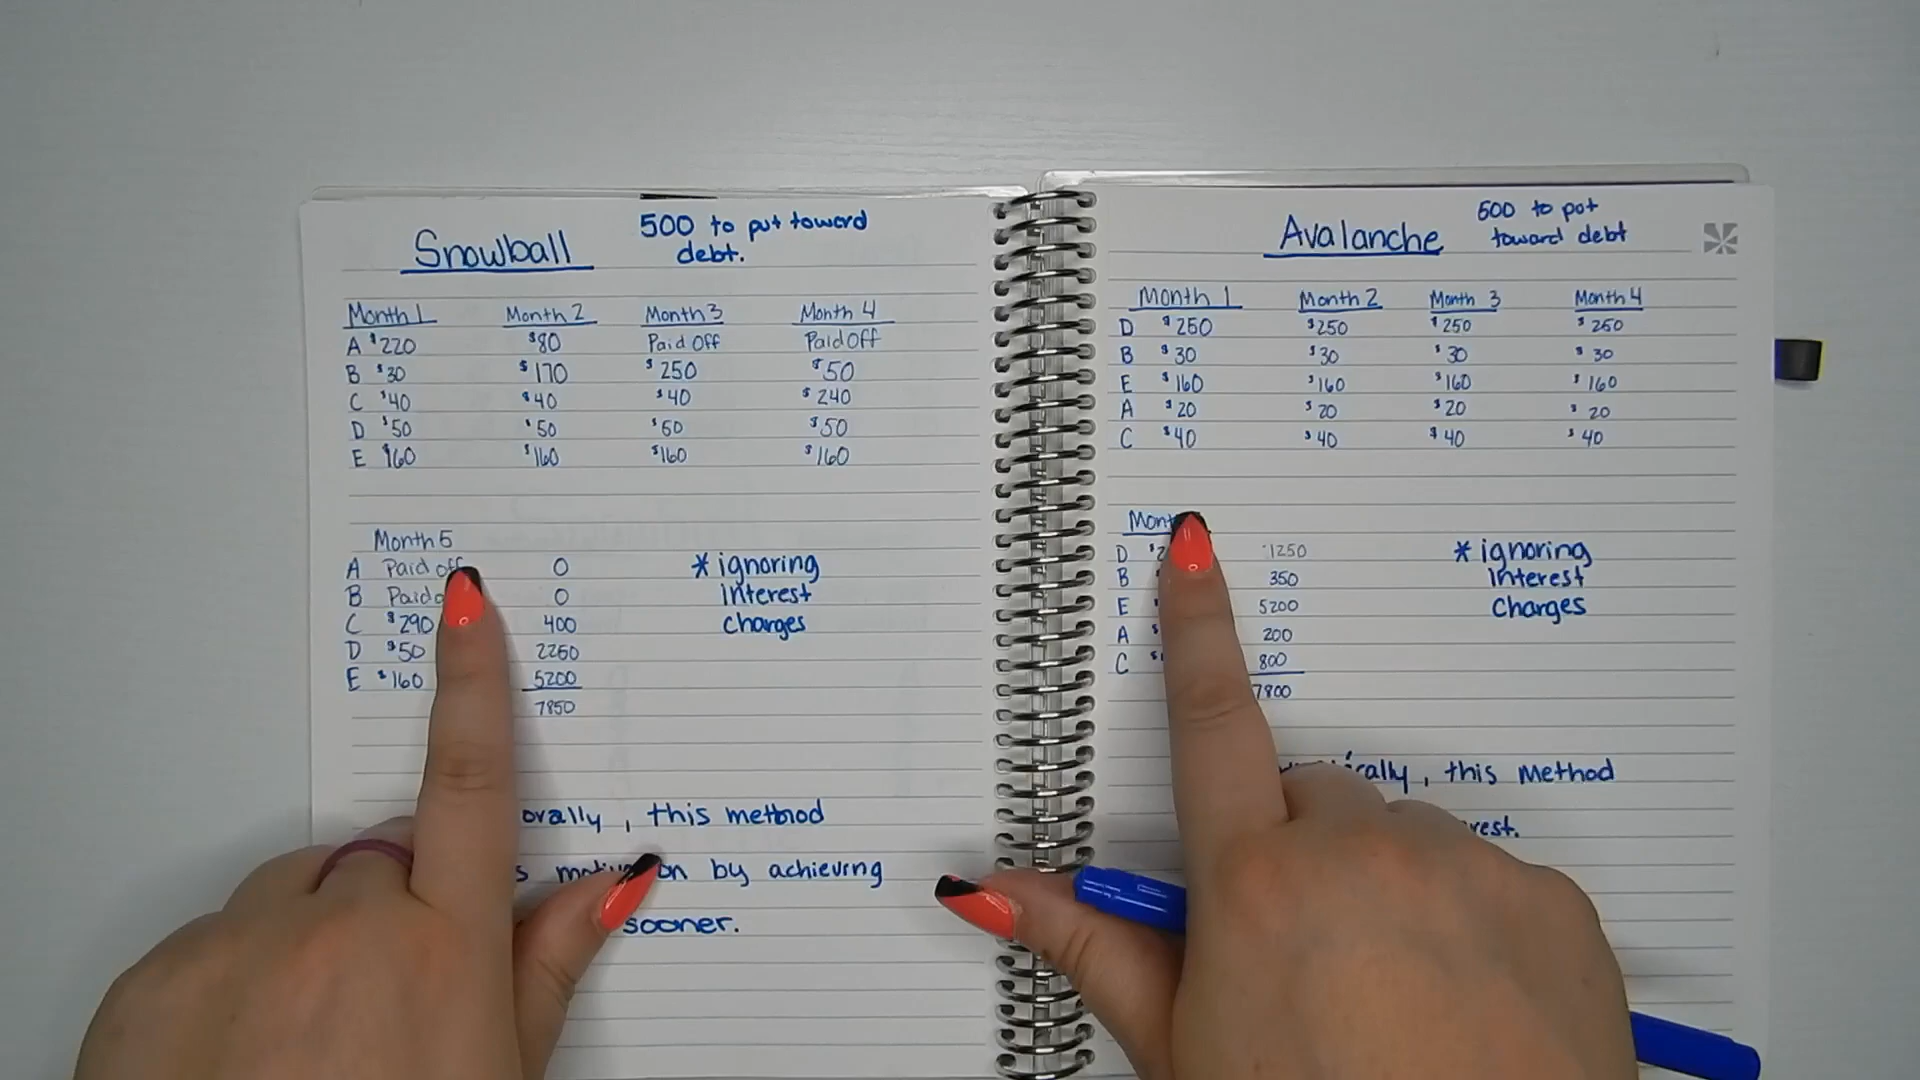 Snowball
500 to put toward
debt.
Month 1 Month 2 Month 3 Month 4
A $220 $80 Paid Off Paid Off
B $30 $170 $250 $50
C $40 $40 $40 $240
D $50 $50 $50 $50
E $160 $160 $160 $160
Month 5
A Paid off 0
B Paid 0
C $290 400
D $50 2250
E $160 5200
7850
* ignoring
interest
charges
this method
by achieving
sooner.
Avalanche
500 to put
toward debt
Month 1 Month 2 Month 3 Month 4
D $250 $250 $250 $250
B $30 $30 $30 $30
E $160 $160 $160 $160
A $20 $20 $20 $20
C $40 $40 $40 $40
D 1250
B 350
E 5200
A 200
C 800
7800
* ignoring
interest
charges
, this method